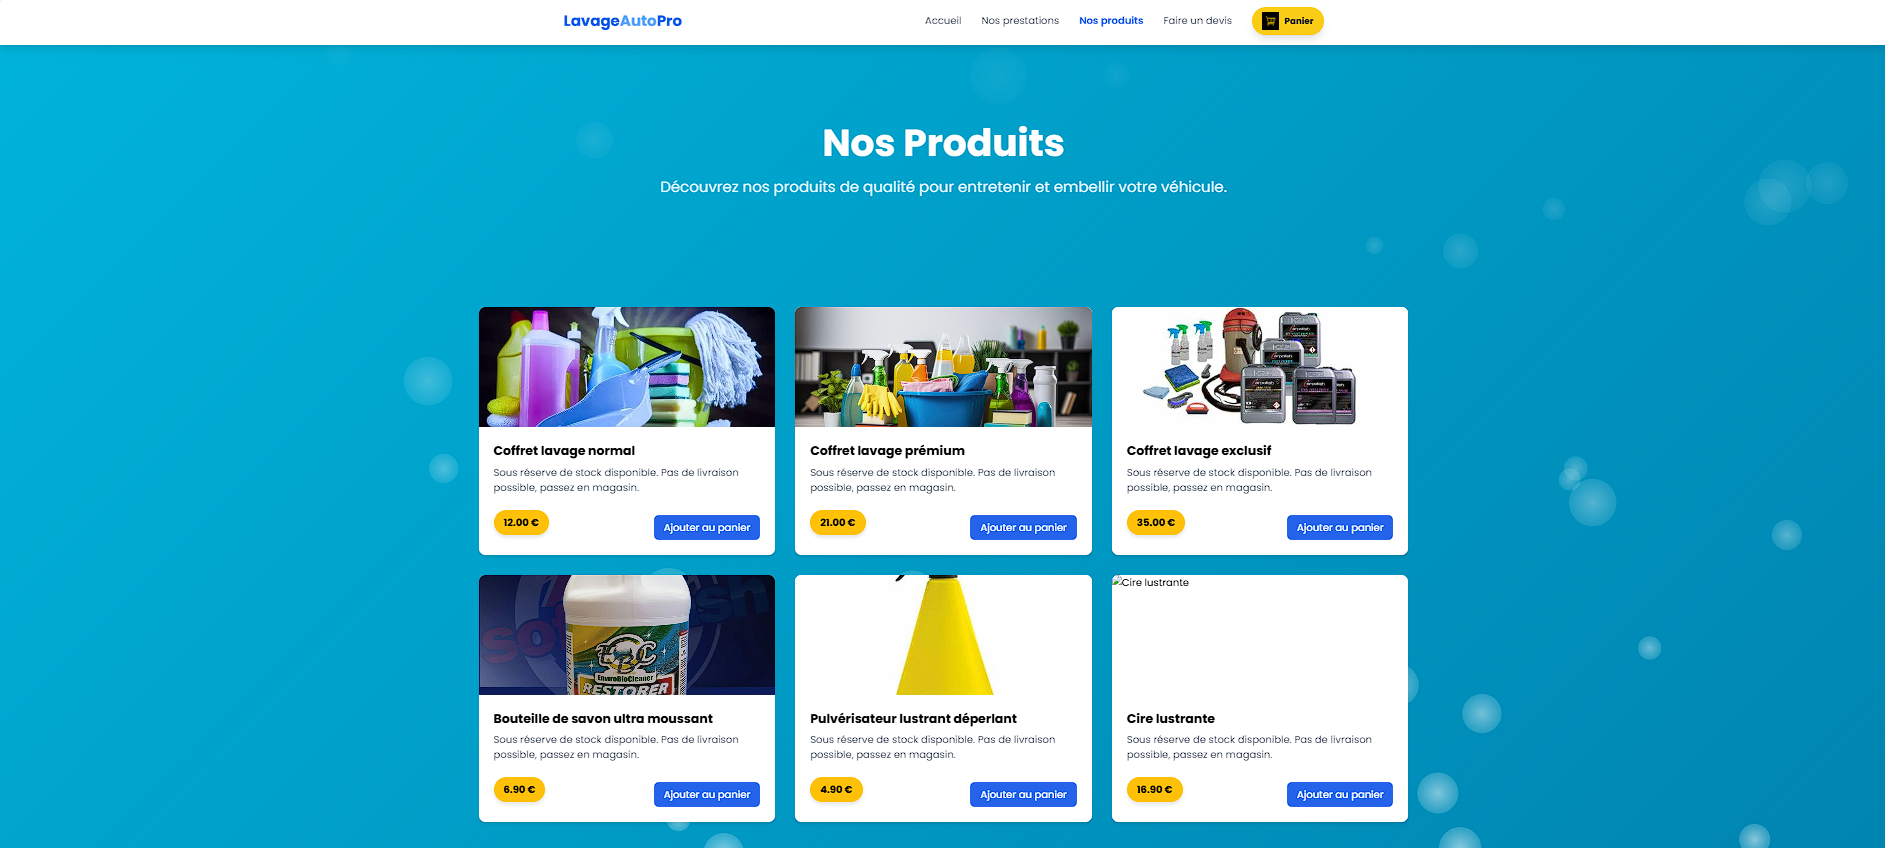 LavageAutoPro
Accueil
Nos prestations
Nos produits
Faire un devis
Panier
Nos Produits
Découvrez nos produits de qualité pour entretenir et embellir votre véhicule.
Coffret lavage normal
Sous réserve de stock disponible. Pas de livraison
possible, passez en magasin.
12.00 €
Ajouter au panier
Coffret lavage prémium
Sous réserve de stock disponible. Pas de livraison
possible, passez en magasin.
21.00 €
Ajouter au panier
Coffret lavage exclusif
Sous réserve de stock disponible. Pas de livraison
possible, passez en magasin.
35.00 €
Ajouter au panier
EnviroBioCleaner
RESTORER
Bouteille de savon ultra moussant
Sous réserve de stock disponible. Pas de livraison
possible, passez en magasin.
6.90 €
Ajouter au panier
Pulvérisateur lustrant déperlant
Sous réserve de stock disponible. Pas de livraison
possible, passez en magasin.
4.90 €
Ajouter au panier
Cire lustrante
Cire lustrante
Sous réserve de stock disponible. Pas de livraison
possible, passez en magasin.
16.90 €
Ajouter au panier